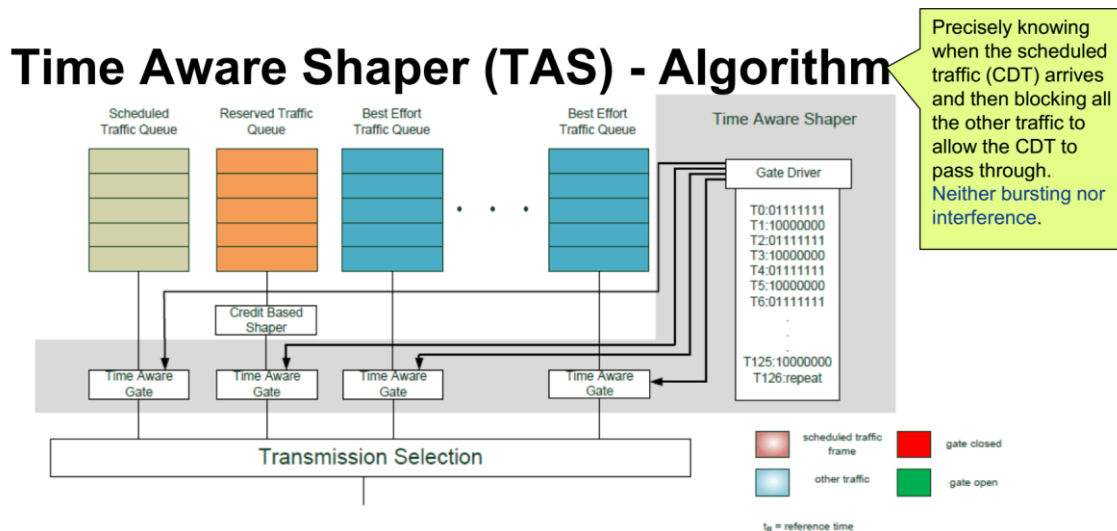 Time Aware Shaper (TAS) - Algorithm
Precisely knowing
when the scheduled
traffic (CDT) arrives
and then blocking all
the other traffic to
allow the CDT to
pass through.
Neither bursting nor
interference.
Scheduled
Traffic Queue
Reserved Traffic
Queue
Best Effort
Traffic Queue
Best Effort
Traffic Queue
Time Aware Shaper
Gate Driver
T0:01111111
T1:10000000
T2:01111111
T3:10000000
T4:01111111
T5:10000000
T6:01111111
.
.
.
T125:10000000
T126:repeat
. . .
Credit Based
Shaper
Time Aware
Gate
Time Aware
Gate
Time Aware
Gate
Time Aware
Gate
Transmission Selection
scheduled traffic
frame
gate closed
other traffic
gate open
= reference time